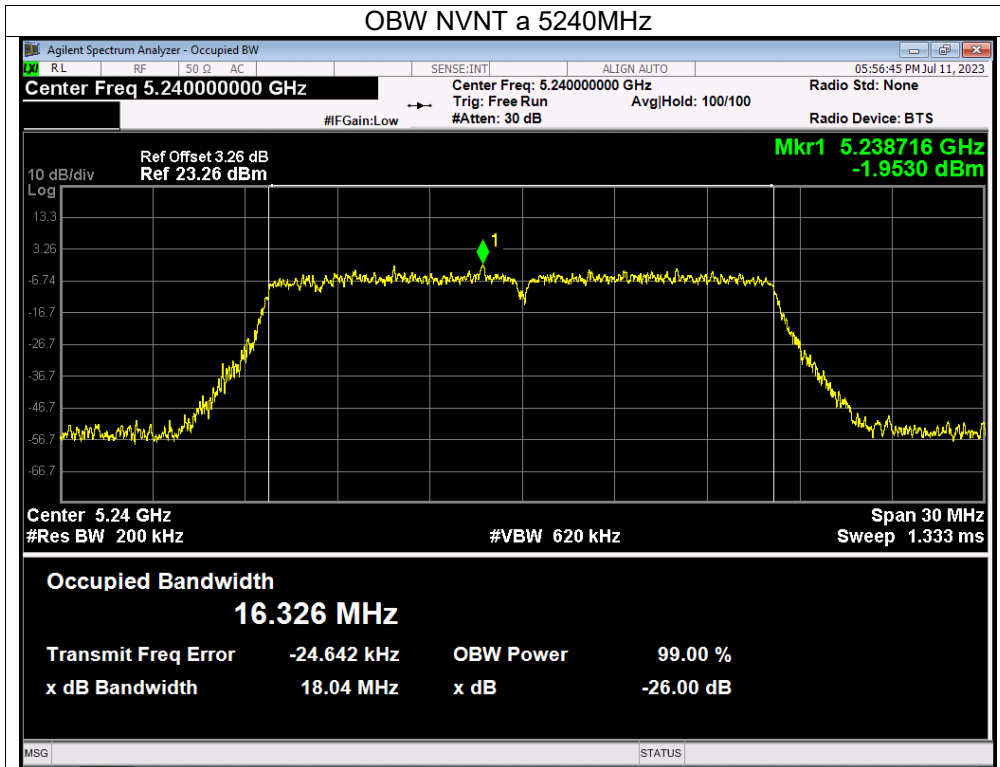 OBW NVNT a 5240MHz
Agilent Spectrum Analyzer - Occupied BW
LXI RL RF 50 Ω AC SENSE:INT ALIGN AUTO 05:56:45 PM Jul 11, 2023
Center Freq 5.240000000 GHz
Center Freq: 5.240000000 GHz
Radio Std: None
Trig: Free Run Avg|Hold: 100/100
#IFGain:Low #Atten: 30 dB Radio Device: BTS
Ref Offset 3.26 dB
10 dB/div Ref 23.26 dBm
Mkr1 5.238716 GHz
-1.9530 dBm
Log
13.3
3.26
-6.74
-16.7
-26.7
-36.7
-46.7
-56.7
-66.7
1
Center 5.24 GHz Span 30 MHz
#Res BW 200 kHz #VBW 620 kHz Sweep 1.333 ms
Occupied Bandwidth
16.326 MHz
Transmit Freq Error -24.642 kHz OBW Power 99.00 %
x dB Bandwidth 18.04 MHz x dB -26.00 dB
MSG STATUS